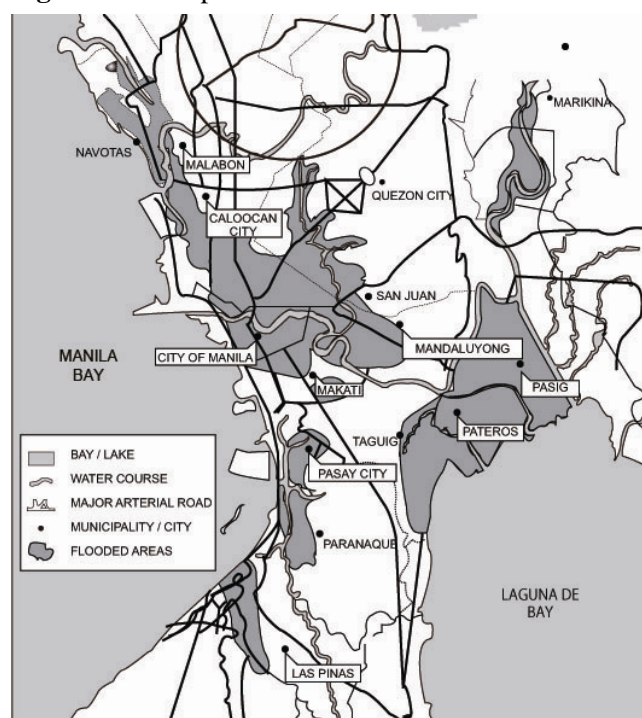 MARIKINA
NAVOTAS
MALABON
QUEZON CITY
CALOOCAN
CITY
SAN JUAN
MANILA
BAY
CITY OF MANILA
MANDALUYONG
PASIG
MAKATI
TAGUIG
PATEROS
PASAY CITY
BAY / LAKE
WATER COURSE
MAJOR ARTERIAL ROAD
MUNICIPALITY / CITY
FLOODED AREAS
PARANAQUE
LAGUNA DE
BAY
LAS PINAS